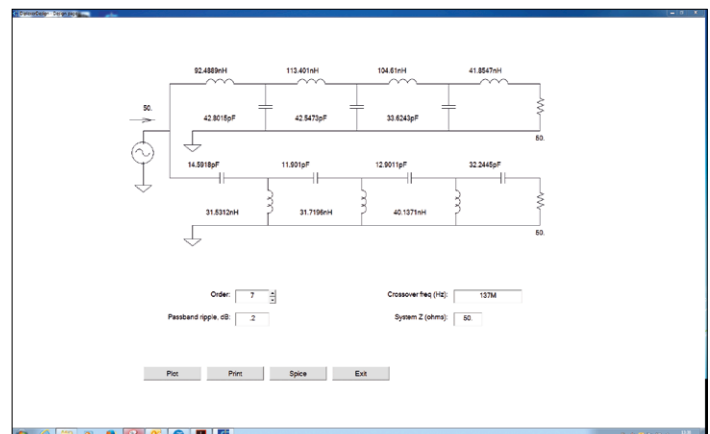 92.4889nH 113.401nH 104.61nH 41.8547nH
50.
42.8015pF 42.5473pF 33.6243pF
50.
14.5918pF 11.901pF 12.9011pF 32.2445pF
31.5312nH 31.7196nH 40.1371nH
50.
Order: 7 Crossover freq (Hz): 137M
Passband ripple, dB: .2 System Z (ohms): 50.
Plot Print Spice Exit